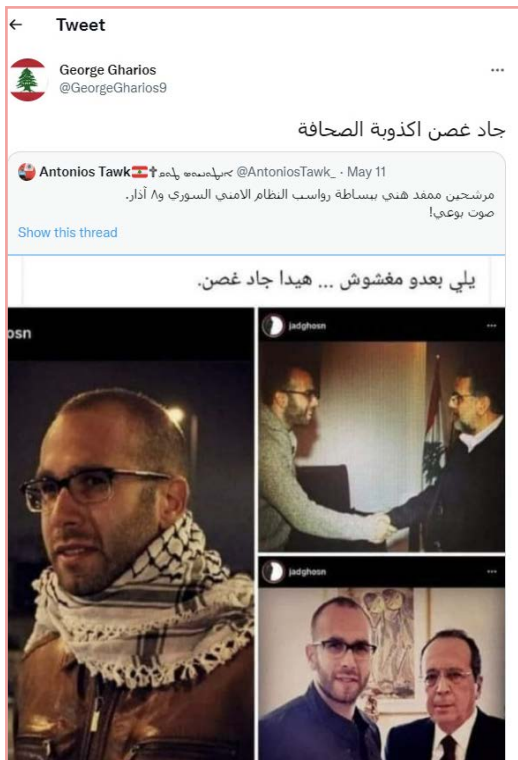 Tweet
George Gharios
@GeorgeGharios9
جاد غصن اكذوبة الصحافة
Antonios Tawk @AntoniosTawk_ · May 11
مرشحين ممفد هني ببساطة رواسب النظام الامني السوري و٨ آذار.
صوت بوعي!
Show this thread
يلي بعدو مغشوش ... هيدا جاد غصن.
osn
jadghosn
jadghosn